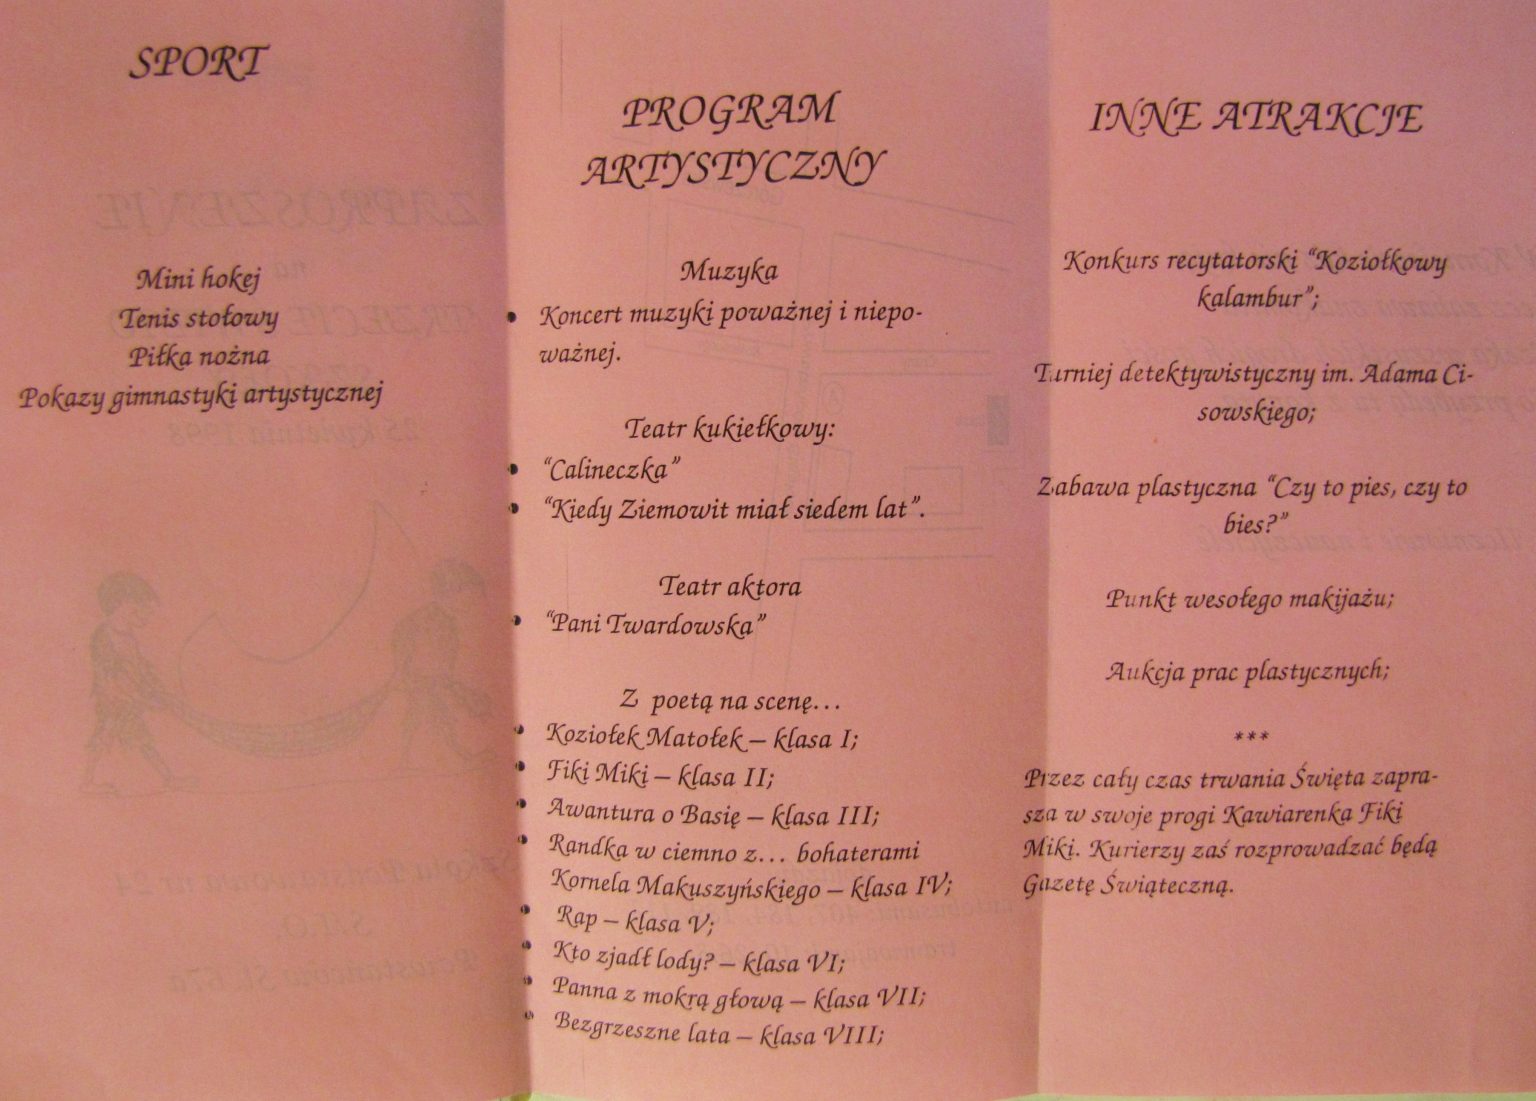 SPORT
Mini hokej
Tenis stołowy
Piłka nożna
Pokazy gimnastyki artystycznej
PROGRAM
ARTYSTYCZNY
Muzyka
• Koncert muzyki poważnej i niepo-
ważnej.
Teatr kukiełkowy:
• “Calineczka”
• “Kiedy Ziemowit miał siedem lat”.
Teatr aktora
• “Pani Twardowska”
Z poetą na scenę…
• Koziołek Matołek – klasa I;
• Fiki Miki – klasa II;
• Awantura o Basię – klasa III;
• Randka w ciemno z… bohaterami
Kornela Makuszyńskiego – klasa IV;
• Rap – klasa V;
• Kto zjadł lody? – klasa VI;
• Panna z mokrą głową – klasa VII;
• Bezgrzeszne lata – klasa VIII;
INNE ATRAKCJE
Konkurs recytatorski “Koziołkowy
kalambur”;
Turniej detektywistyczny im. Adama Ci-
sowskiego;
Zabawa plastyczna “Czy to pies, czy to
bies?”
Punkt wesołego makijażu;
Aukcja prac plastycznych;
***
Przez cały czas trwania Święta zapra-
sza w swoje progi Kawiarenka Fiki
Miki. Kurierzy zaś rozprowadzać będą
Gazetę Świąteczną.